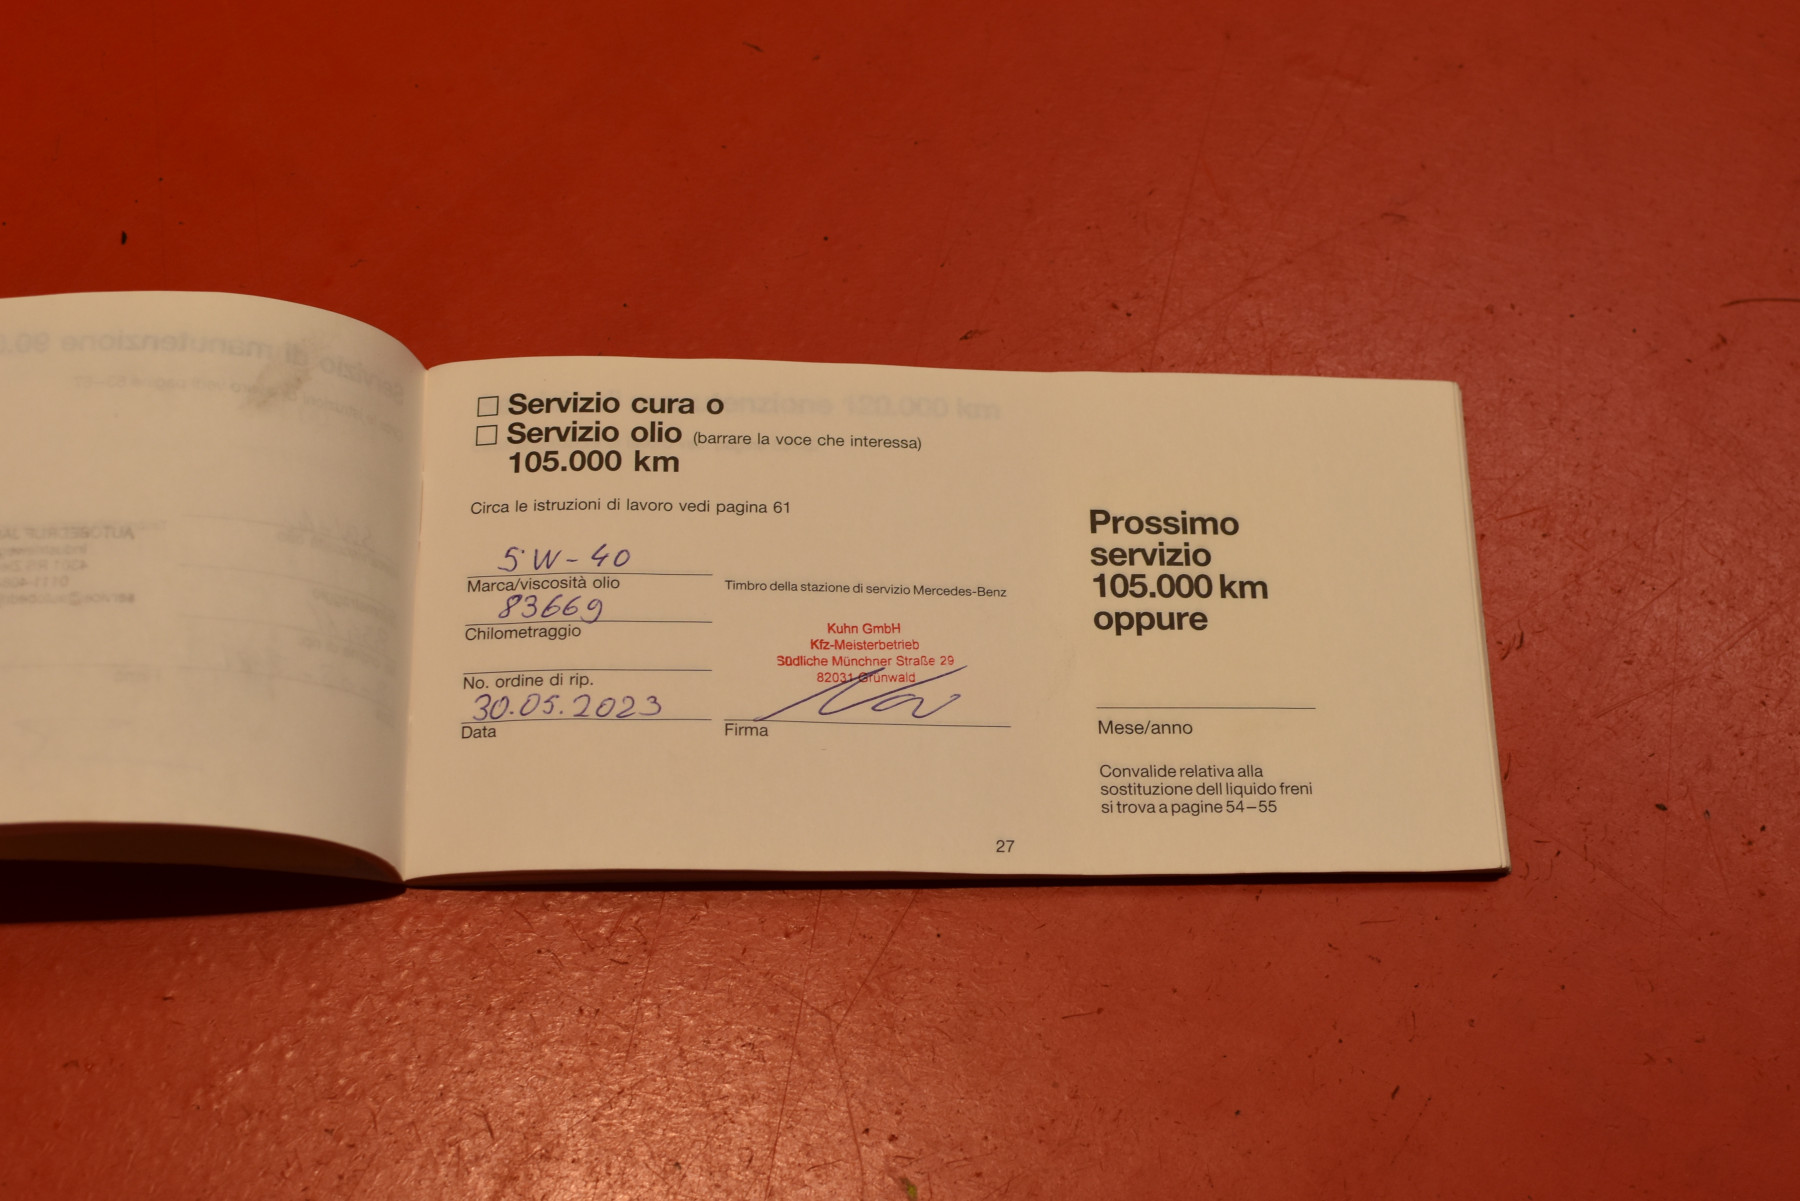 Servizio cura o
Servizio olio (barrare la voce che interessa)
105.000 km
Circa le istruzioni di lavoro vedi pagina 61
5W-40
Marca/viscosità olio
83669
Chilometraggio
No. ordine di rip.
30.05.2023
Data
Timbro della stazione di servizio Mercedes-Benz
Kuhn GmbH
Kfz-Meisterbetrieb
Südliche Münchner Straße 29
82031 Grünwald
Firma
27
Prossimo
servizio
105.000 km
oppure
Mese/anno
Convalide relativa alla
sostituzione dell liquido freni
si trova a pagine 54–55